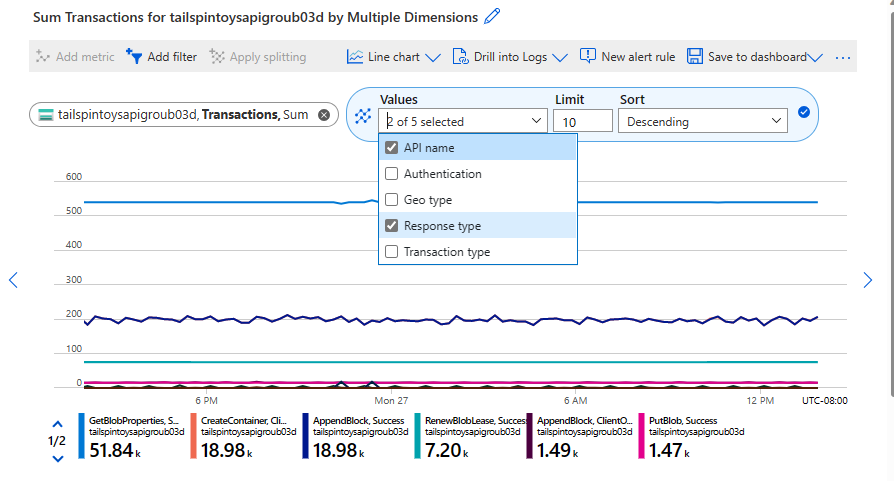 Sum Transactions for tailspintoysapigroub03d by Multiple Dimensions
Add metric
Add filter
Apply splitting
Line chart
Drill into Logs
New alert rule
Save to dashboard
...
tailspintoysapigroub03d, Transactions, Sum
Values
Limit
Sort
2 of 5 selected
10
Descending
API name
Authentication
Geo type
Response type
Transaction type
600
500
400
300
200
100
0
6 PM
Mon 27
6 AM
12 PM
UTC-08:00
1/2
GetBlobProperties, S...
tailspintoysapigroub03d
51.84 k
CreateContainer, Cli...
tailspintoysapigroub03d
18.98 k
AppendBlock, Success
tailspintoysapigroub03d
18.98 k
RenewBlobLease, Succes
tailspintoysapigroub03d
7.20 k
AppendBlock, ClientO...
tailspintoysapigroub03d
1.49 k
PutBlob, Success
tailspintoysapigroub03d
1.47 k